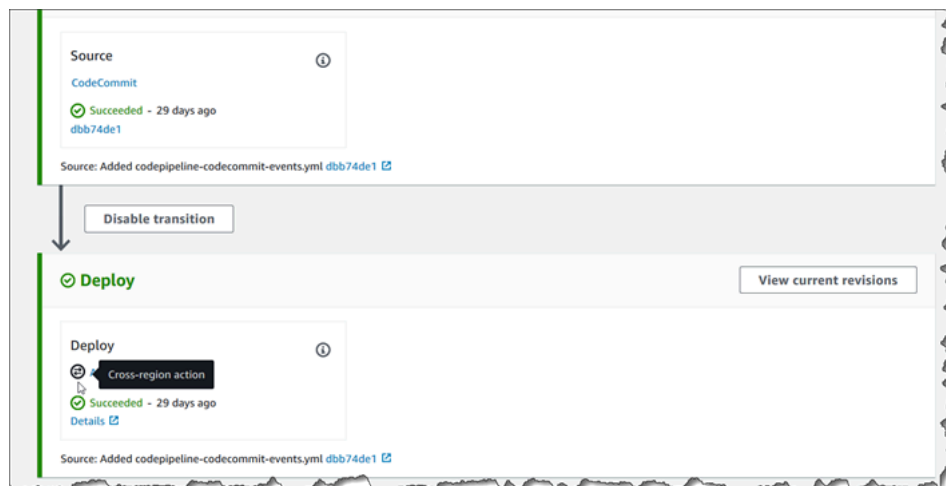 Source
CodeCommit
Succeeded - 29 days ago
dbb74de1
Source: Added codepipeline-codecommit-events.yml dbb74de1
Disable transition
Deploy
View current revisions
Deploy
Cross-region action
Succeeded - 29 days ago
Details
Source: Added codepipeline-codecommit-events.yml dbb74de1